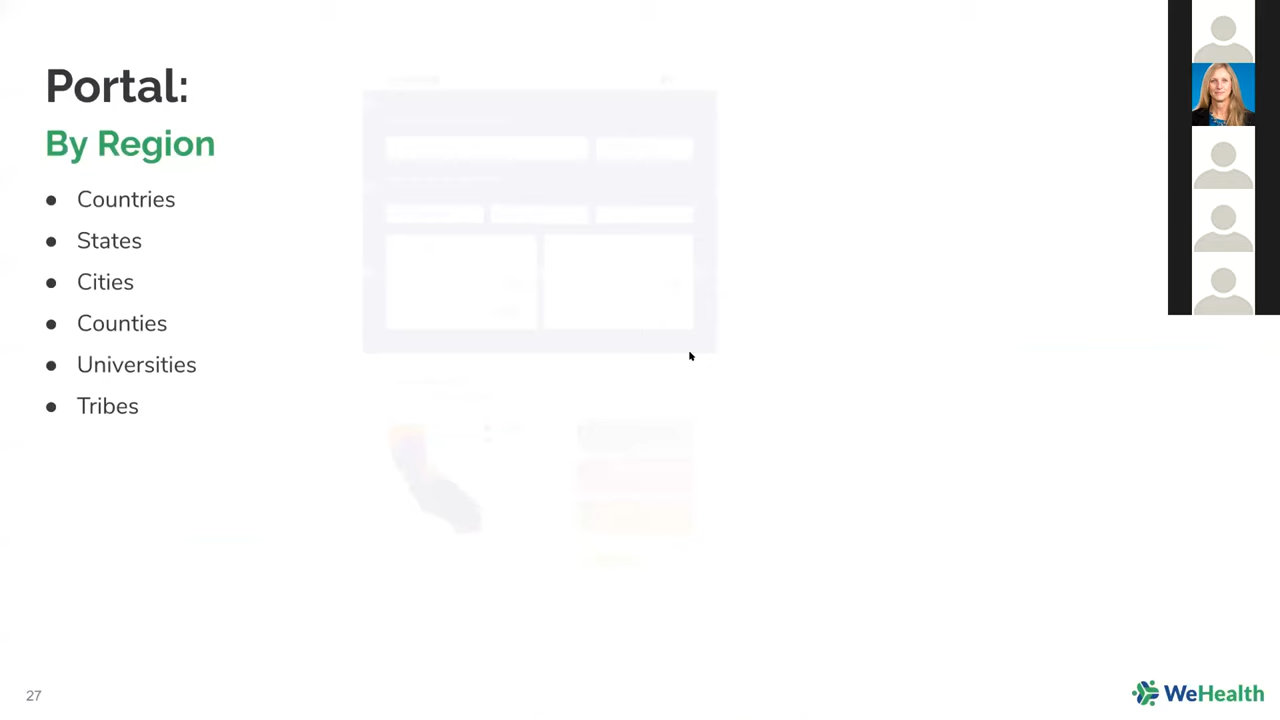 Portal:
By Region
● Countries
● States
● Cities
● Counties
● Universities
● Tribes
27
WeHealth